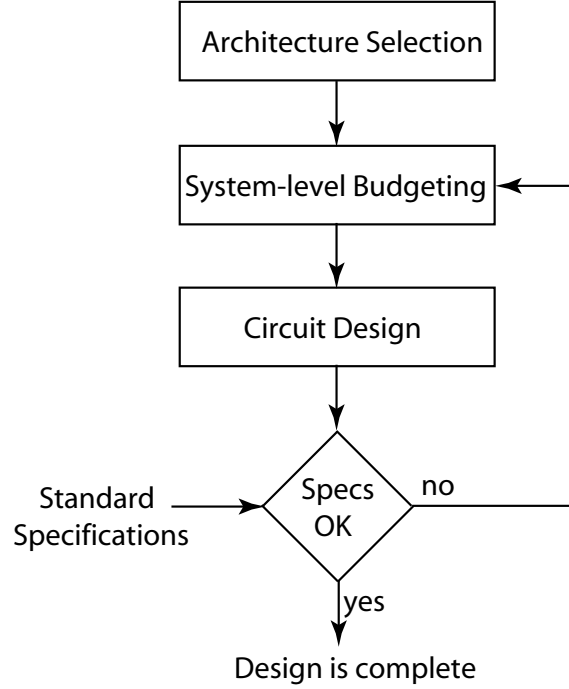 Architecture Selection
System-level Budgeting
Circuit Design
Standard
Specifications
Specs
OK
no
yes
Design is complete